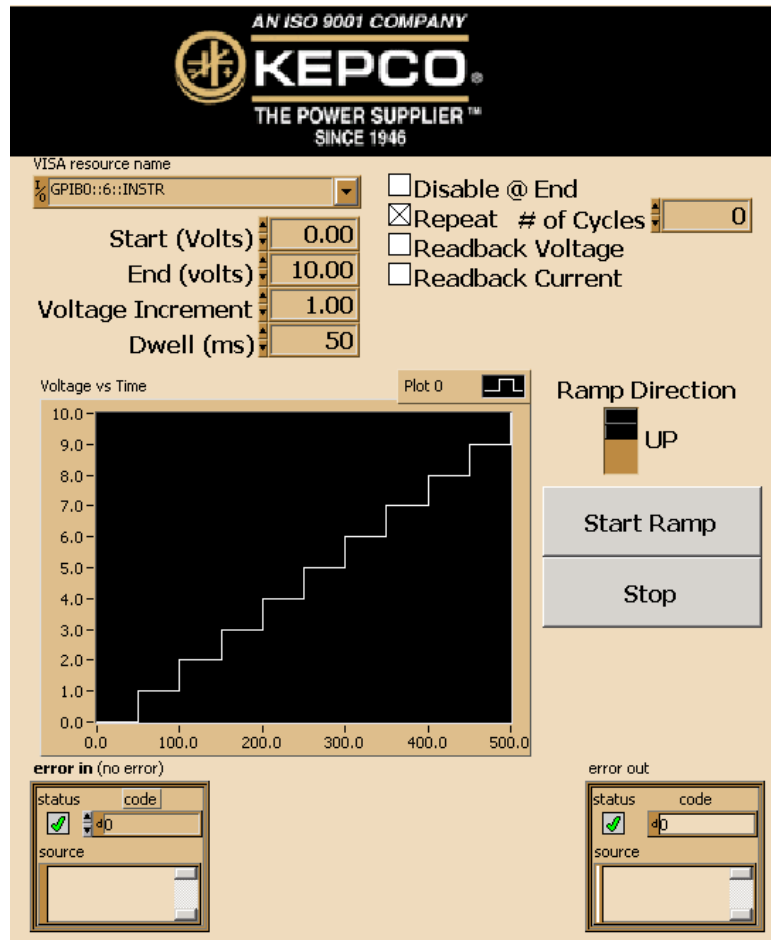 AN ISO 9001 COMPANY
KEPCO®
THE POWER SUPPLIER™
SINCE 1946
VISA resource name
I/O GPIB0::6::INSTR
Disable @ End
Repeat # of Cycles 0
Readback Voltage
Readback Current
Start (Volts) 0.00
End (volts) 10.00
Voltage Increment 1.00
Dwell (ms) 50
Voltage vs Time
Plot 0
10.0
9.0
8.0
7.0
6.0
5.0
4.0
3.0
2.0
1.0
0.0
0.0 100.0 200.0 300.0 400.0 500.0
Ramp Direction
UP
Start Ramp
Stop
error in (no error)
status code
d0
source
error out
status code
d0
source